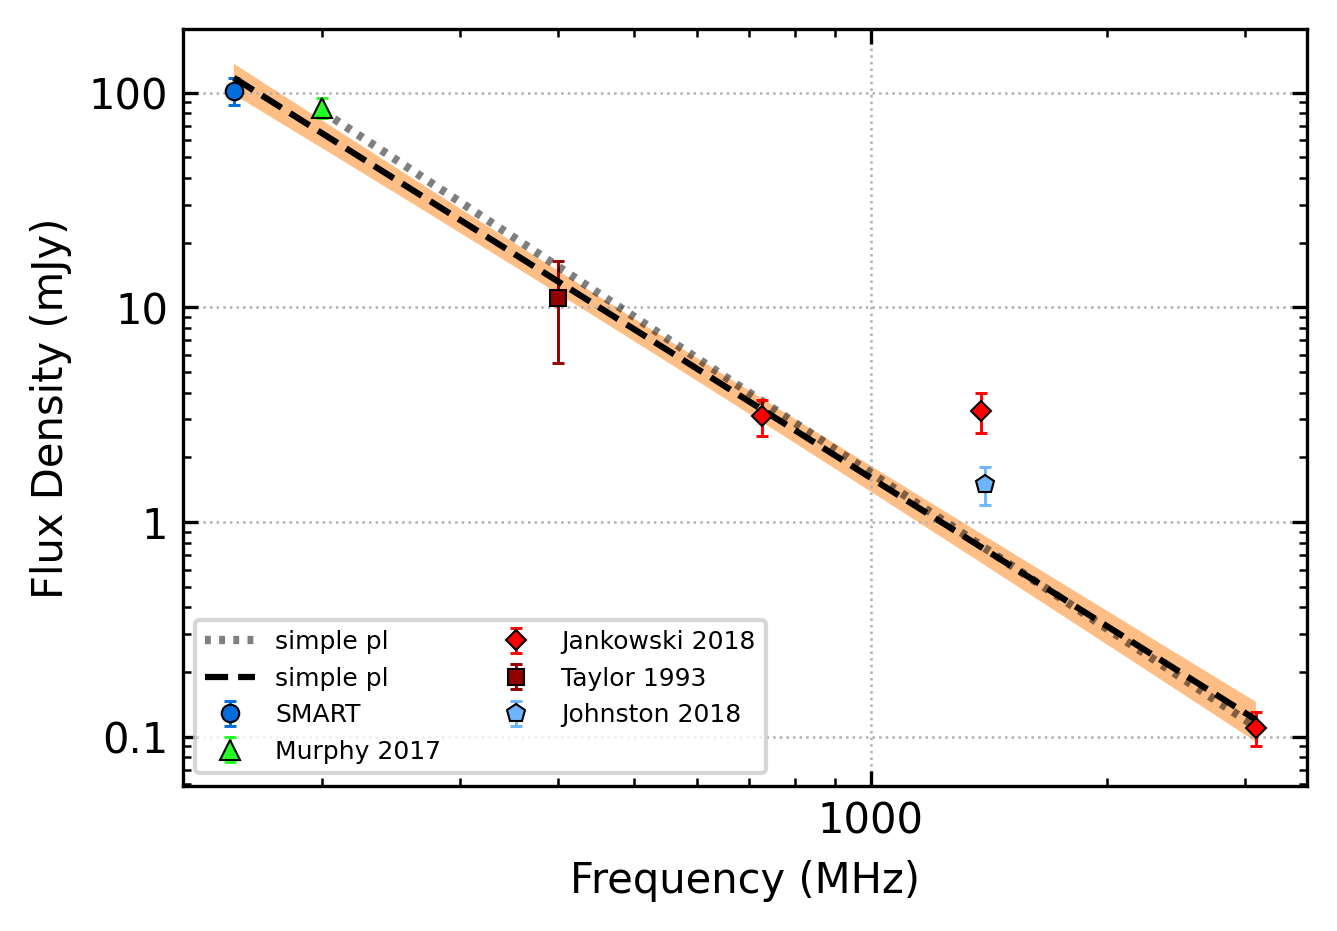 100
10
1
0.1
Flux Density (mJy)
simple pl
simple pl
SMART
Murphy 2017
Jankowski 2018
Taylor 1993
Johnston 2018
1000
Frequency (MHz)